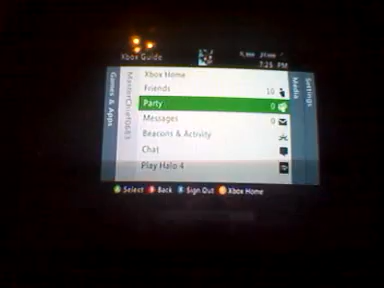 Xbox Guide
7:25 PM
Games & Apps
MasterChief0683
Xbox Home
Friends 10
Party 0
Messages 0
Beacons & Activity
Chat
Play Halo 4
Media
Settings
A Select B Back X Sign Out Xbox Home